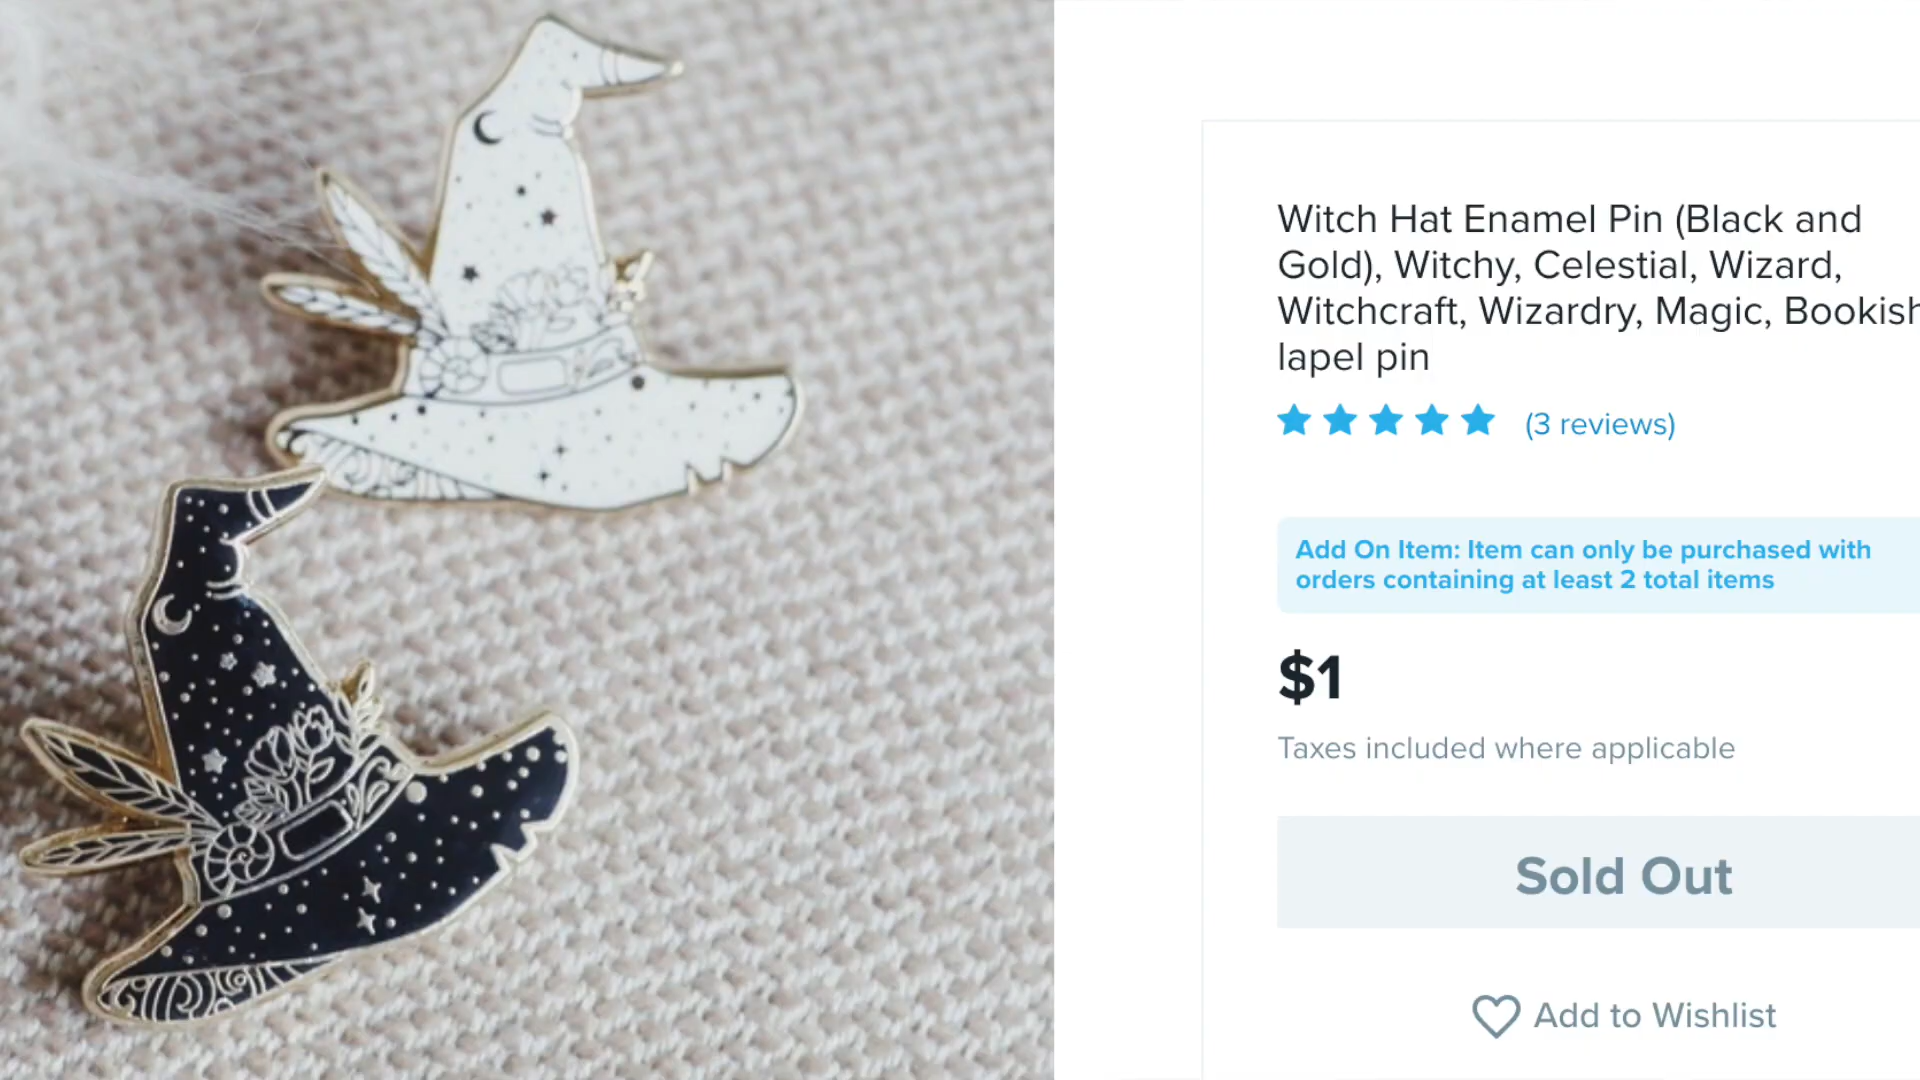 Witch Hat Enamel Pin (Black and
Gold), Witchy, Celestial, Wizard,
Witchcraft, Wizardry, Magic, Bookish
lapel pin
(3 reviews)
Add On Item: Item can only be purchased with
orders containing at least 2 total items
$1
Taxes included where applicable
Sold Out
Add to Wishlist